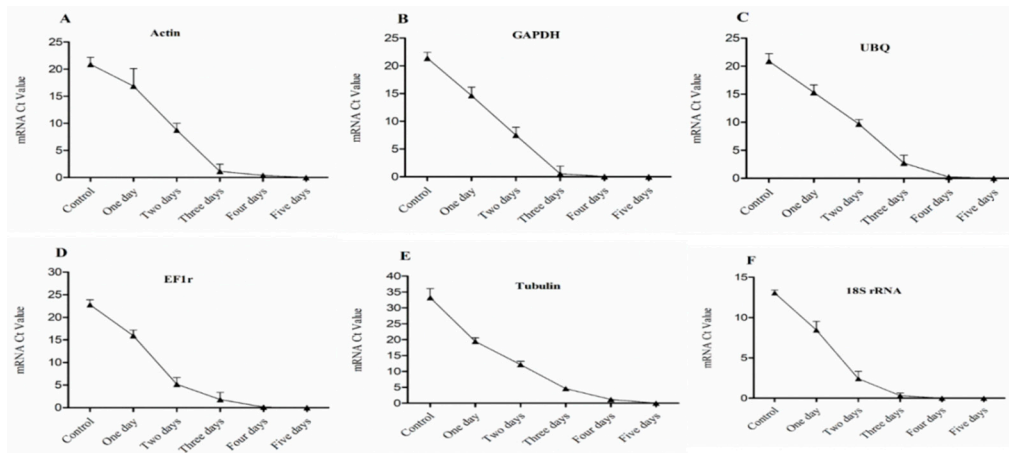 A
Actin
mRNA Ct Value
25
20
15
10
5
0
Control
One day
Two days
Three days
Four days
Five days
B
GAPDH
mRNA Ct Value
25
20
15
10
5
0
Control
One day
Two days
Three days
Four days
Five days
C
UBQ
mRNA Ct Value
25
20
15
10
5
0
Control
One day
Two days
Three days
Four days
Five days
D
EF1r
mRNA Ct Value
30
25
20
15
10
5
0
Control
One day
Two days
Three days
Four days
Five days
E
Tubulin
mRNA Ct Value
40
35
30
25
20
15
10
5
0
Control
One day
Two days
Three days
Four days
Five days
F
18S rRNA
mRNA Ct Value
15
10
5
0
Control
One day
Two days
Three days
Four days
Five days